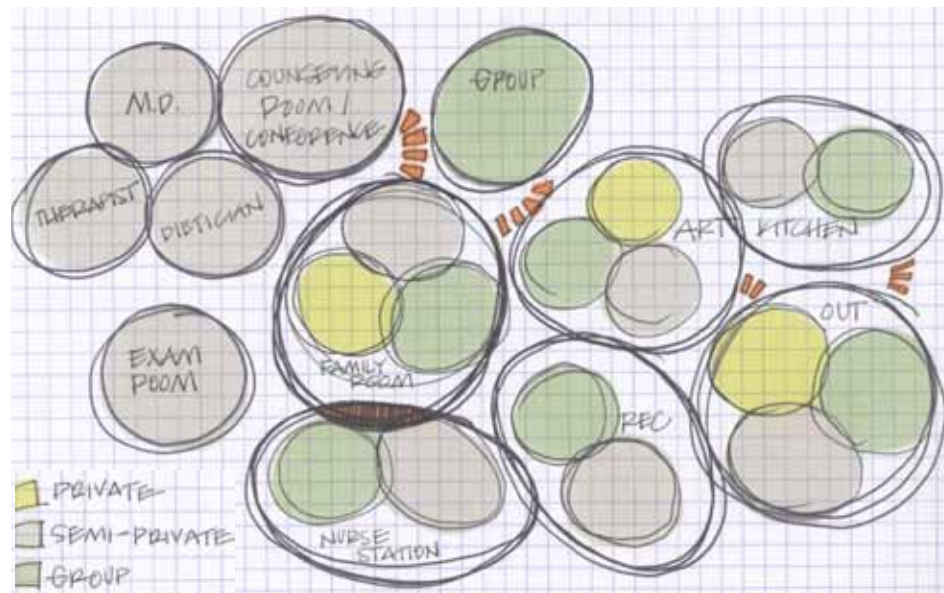 M.D.
COUNSELING
ROOM /
CONFERENCE
GROUP
THERAPIST
DIETICIAN
ART
KITCHEN
EXAM
ROOM
FAMILY
ROOM
OUT
REC
NURSE
STATION
PRIVATE
SEMI-PRIVATE
GROUP